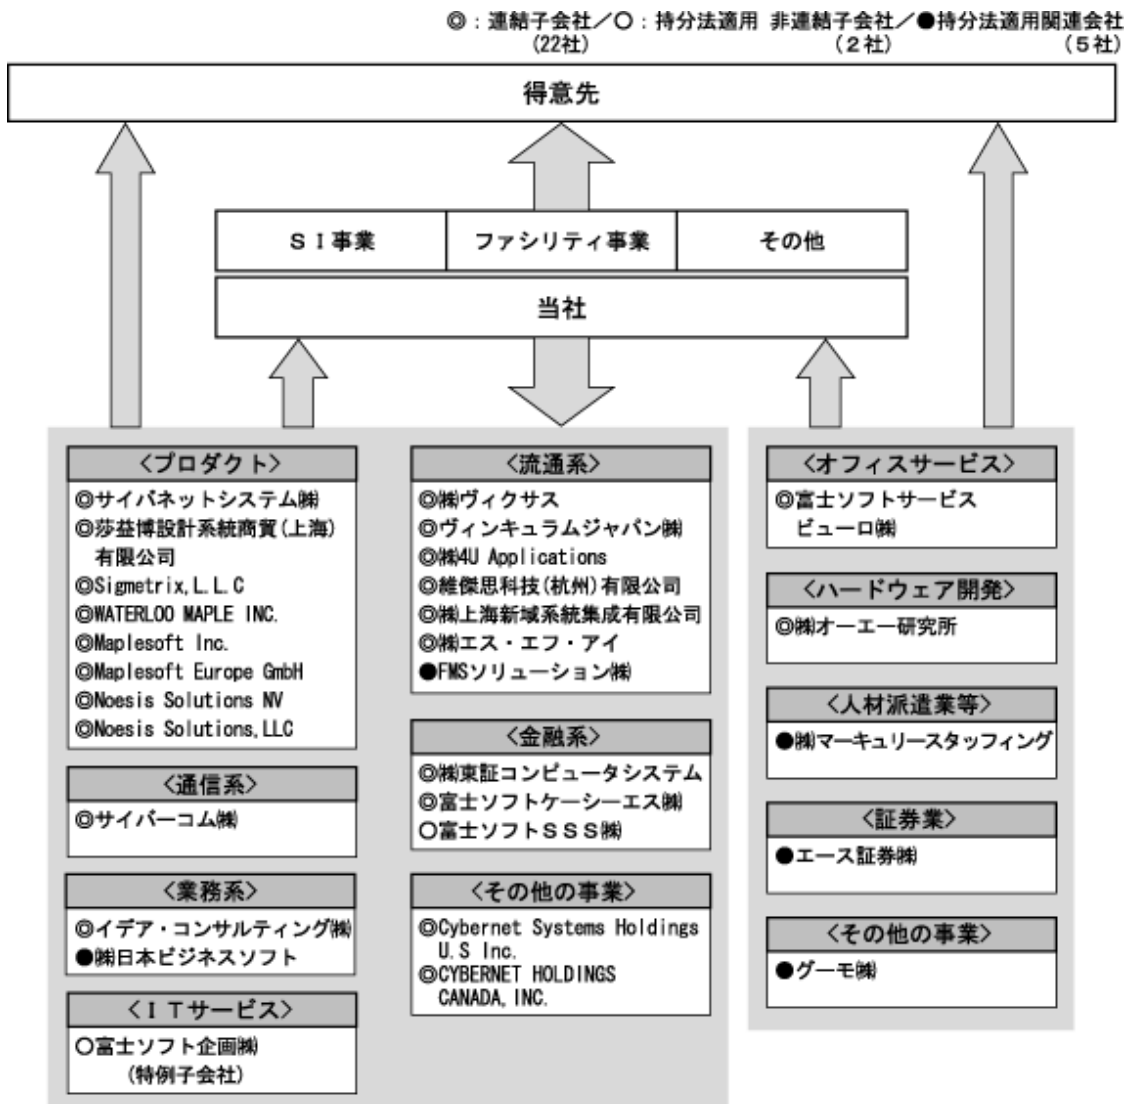 ◎：連結子会社／○：持分法適用 非連結子会社／●持分法適用関連会社
(22社)
(２社)
(５社)
得意先
ＳＩ事業
ファシリティ事業
その他
当社
〈プロダクト〉
◎サイバネットシステム㈱
◎莎益博設計系統商貿(上海)
有限公司
◎Sigmetrix,L.L.C
◎WATERLOO MAPLE INC.
◎Maplesoft Inc.
◎Maplesoft Europe GmbH
◎Noesis Solutions NV
◎Noesis Solutions,LLC
〈通信系〉
◎サイバーコム㈱
〈業務系〉
◎イデア・コンサルティング㈱
●㈱日本ビジネスソフト
〈ＩＴサービス〉
○富士ソフト企画㈱
(特例子会社)
〈流通系〉
◎㈱ヴィクサス
◎ヴィンキュラムジャパン㈱
◎㈱4U Applications
◎維傑思科技(杭州)有限公司
◎㈱上海新域系統集成有限公司
◎㈱エス・エフ・アイ
●FMSソリューション㈱
〈金融系〉
◎㈱東証コンピュータシステム
◎富士ソフトケーシーエス㈱
○富士ソフトＳＳＳ㈱
〈その他の事業〉
◎Cybernet Systems Holdings
U.S Inc.
◎CYBERNET HOLDINGS
CANADA,INC.
〈オフィスサービス〉
◎富士ソフトサービス
ビューロ㈱
〈ハードウェア開発〉
◎㈱オーエー研究所
〈人材派遣業等〉
●㈱マーキュリースタッフィング
〈証券業〉
●エース証券㈱
〈その他の事業〉
●グーモ㈱